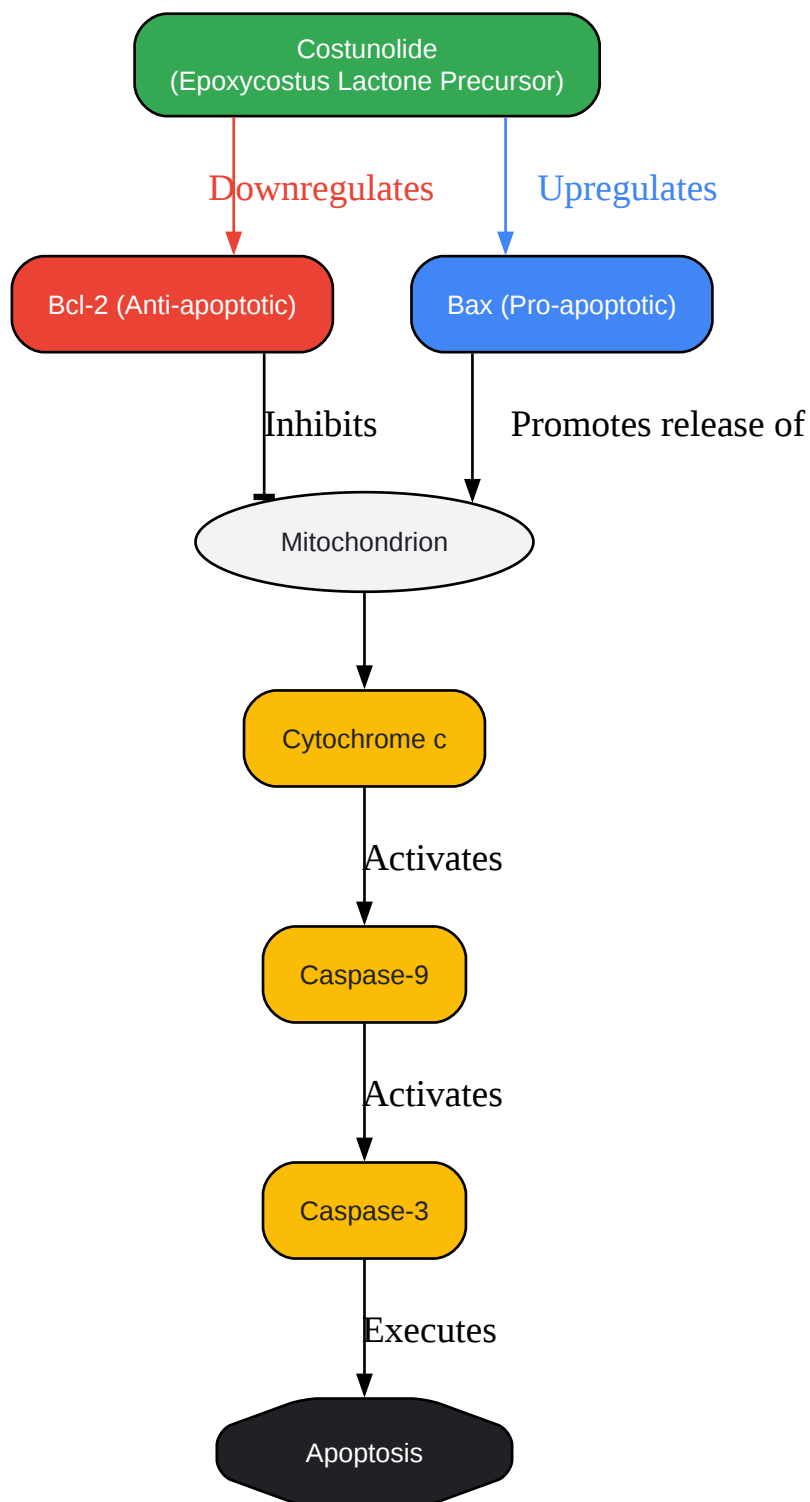 Costunolide
(Epoxycostus Lactone Precursor)
Downregulates
Upregulates
Bcl-2 (Anti-apoptotic)
Bax (Pro-apoptotic)
Inhibits
Promotes release of
Mitochondrion
Cytochrome c
Activates
Caspase-9
Activates
Caspase-3
Executes
Apoptosis